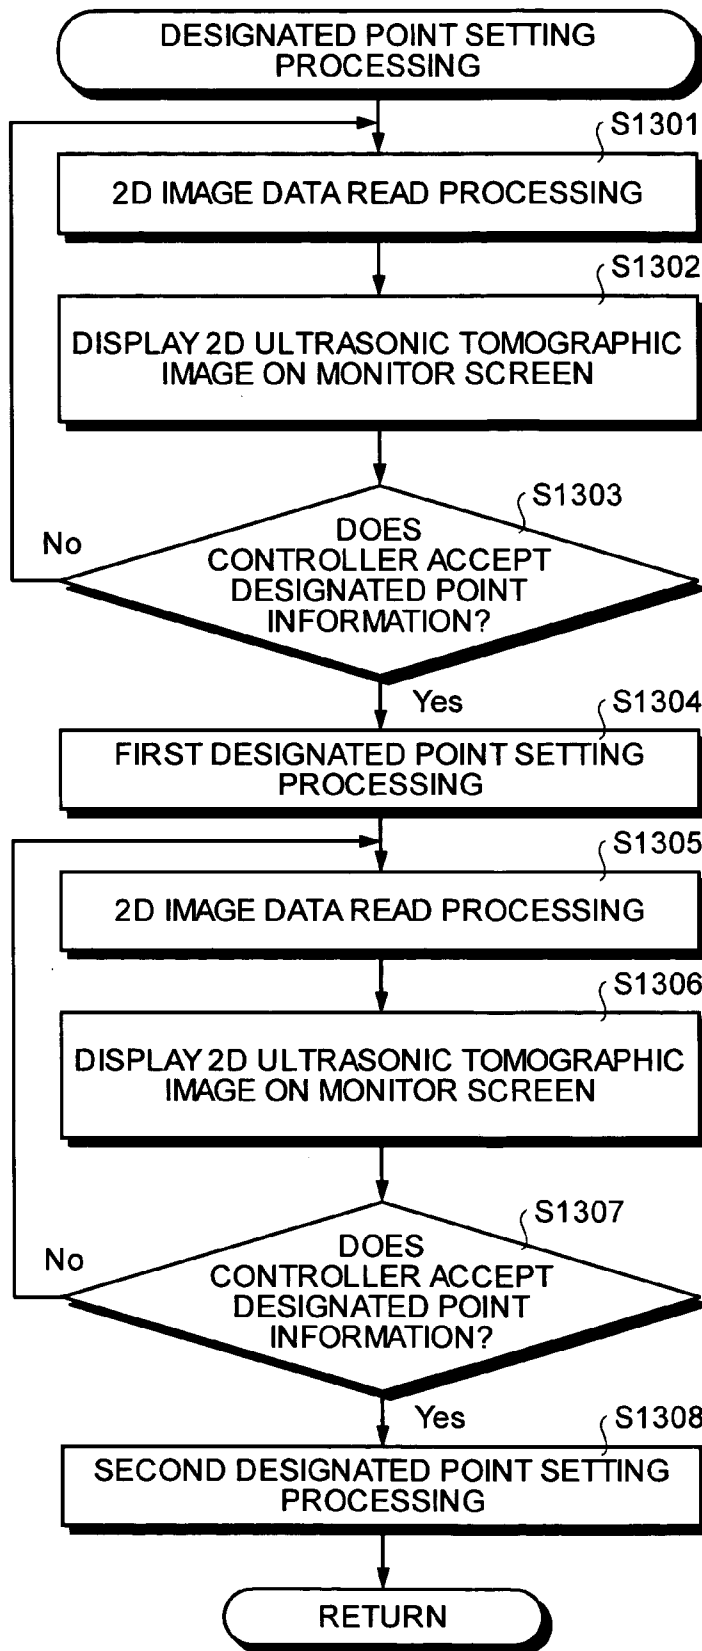 DESIGNATED POINT SETTING
PROCESSING
S1301
2D IMAGE DATA READ PROCESSING
S1302
DISPLAY 2D ULTRASONIC TOMOGRAPHIC
IMAGE ON MONITOR SCREEN
S1303
No
DOES
CONTROLLER ACCEPT
DESIGNATED POINT
INFORMATION?
Yes
S1304
FIRST DESIGNATED POINT SETTING
PROCESSING
S1305
2D IMAGE DATA READ PROCESSING
S1306
DISPLAY 2D ULTRASONIC TOMOGRAPHIC
IMAGE ON MONITOR SCREEN
S1307
No
DOES
CONTROLLER ACCEPT
DESIGNATED POINT
INFORMATION?
Yes
S1308
SECOND DESIGNATED POINT SETTING
PROCESSING
RETURN